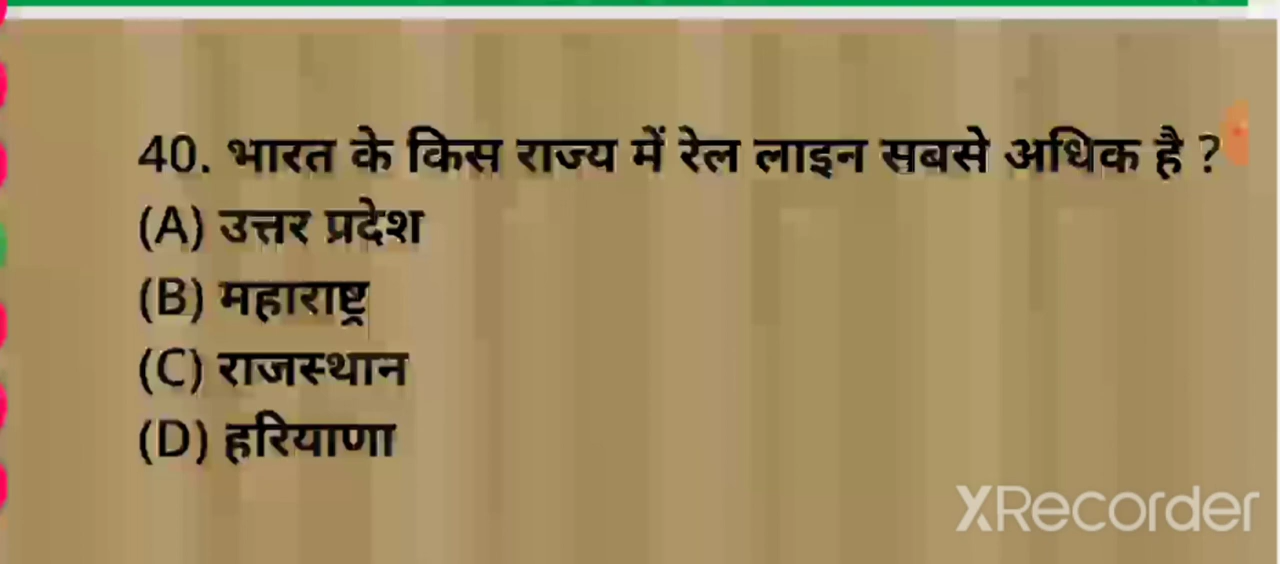 40. भारत के किस राज्य में रेल लाइन सबसे अधिक है ?
(A) उत्तर प्रदेश
(B) महाराष्ट्र
(C) राजस्थान
(D) हरियाणा
XRecorder